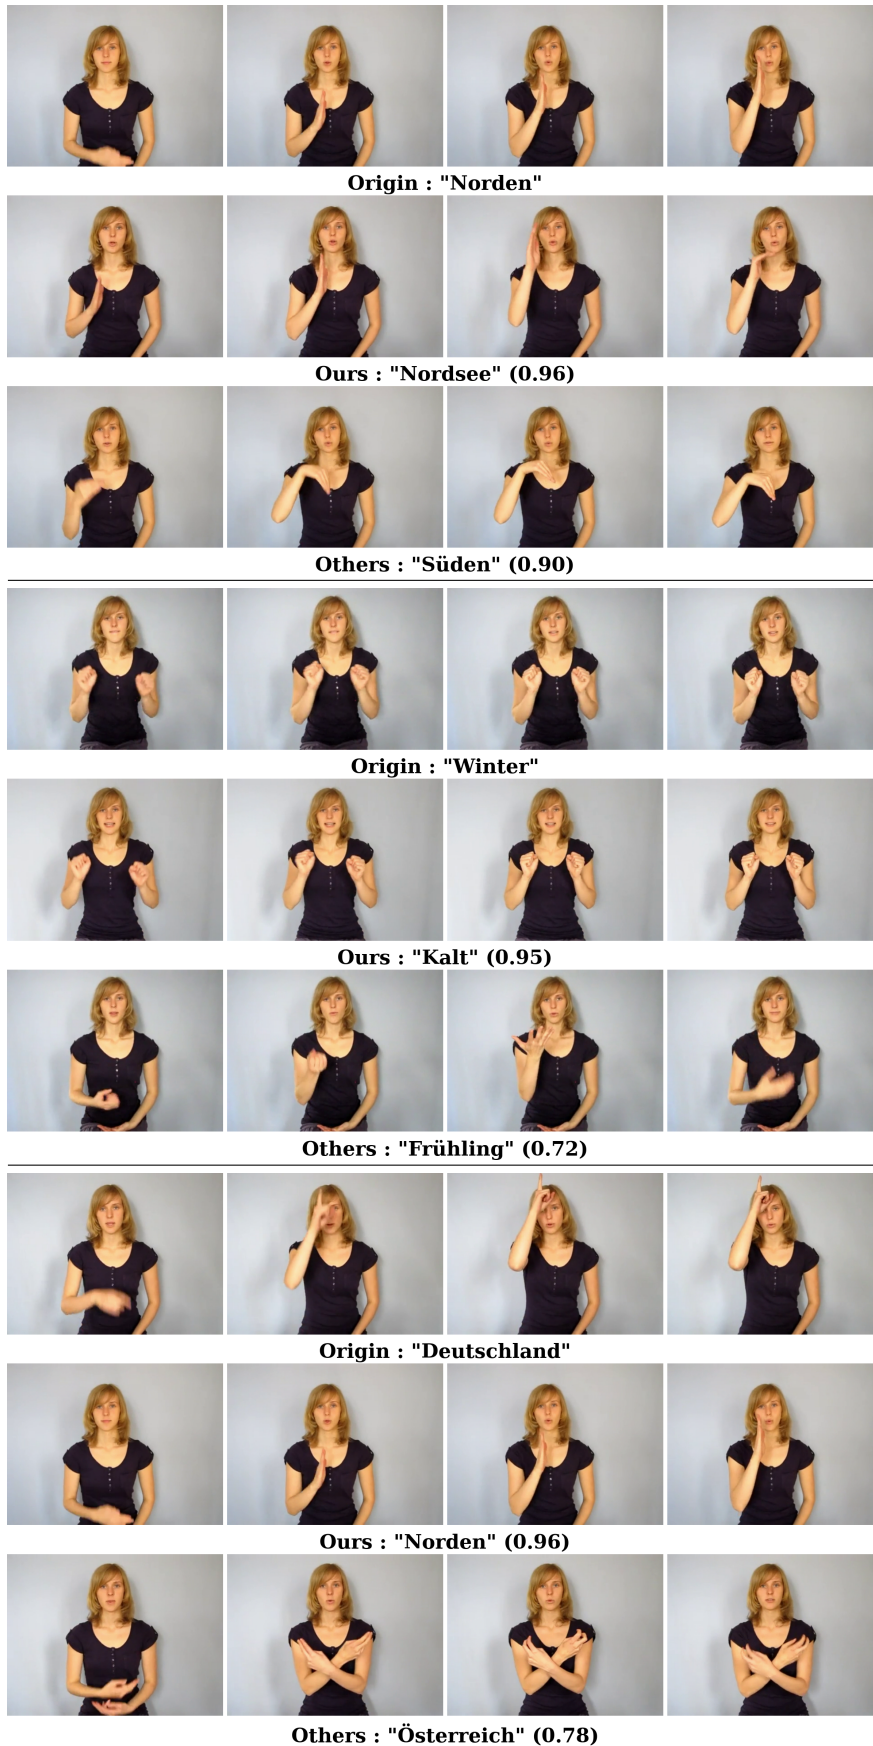 Origin : "Norden"
Ours : "Nordsee" (0.96)
Others : "Süden" (0.90)
Origin : "Winter"
Ours : "Kalt" (0.95)
Others : "Frühling" (0.72)
Origin : "Deutschland"
Ours : "Norden" (0.96)
Others : "Österreich" (0.78)